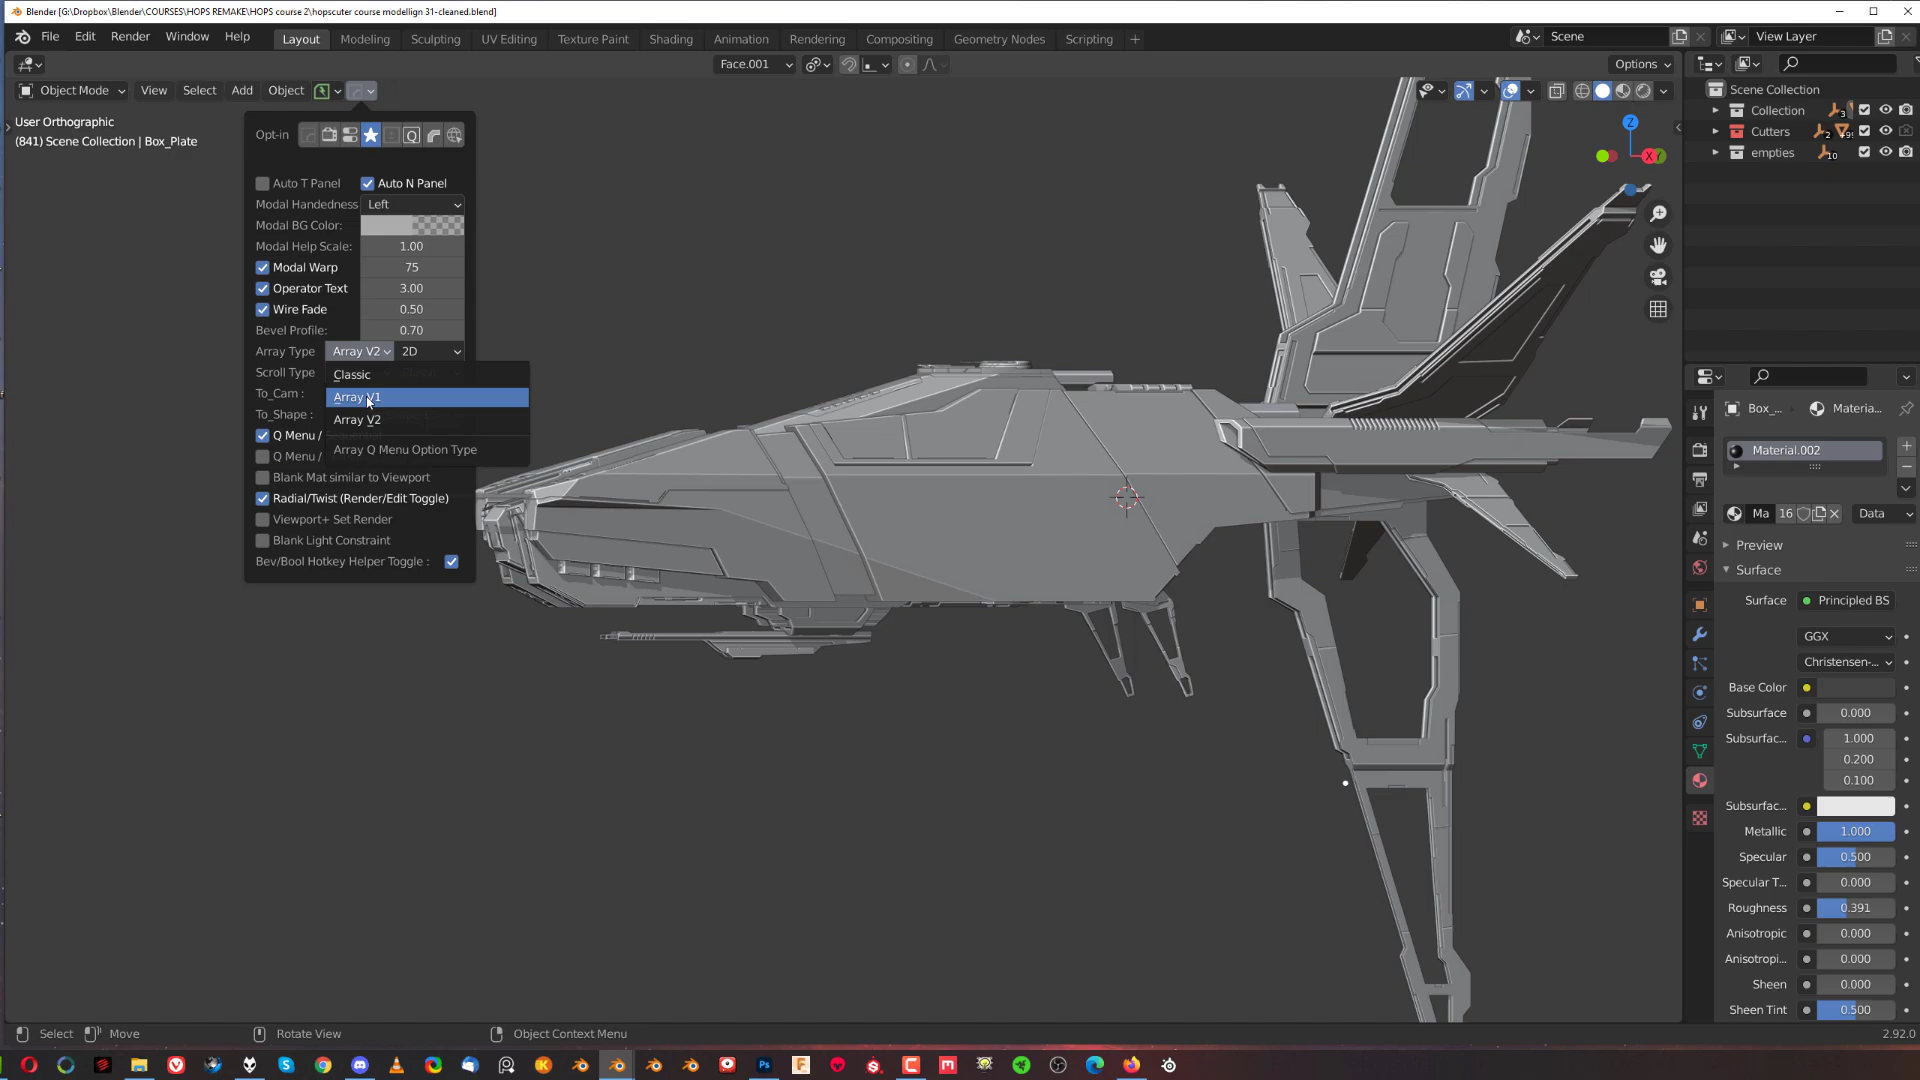 Blender [G:\Dropbox\Blender\COURSES\HOPS REMAKE\HOPS course 2\hopscuter course modellign 31-cleaned.blend]
File Edit Render Window Help Layout Modeling Sculpting UV Editing Texture Paint Shading Animation Rendering Compositing Geometry Nodes Scripting + Scene View Layer
Face.001 Options
Object Mode View Select Add Object
User Orthographic
(841) Scene Collection | Box_Plate
Opt-in
Auto T Panel Auto N Panel
Modal Handedness Left
Modal BG Color:
Modal Help Scale: 1.00
Modal Warp 75
Operator Text 3.00
Wire Fade 0.50
Bevel Profile: 0.70
Array Type Array V2 2D
Scroll Type
Classic
To_Cam :
Array V1
To_Shape :
Array V2
Q Menu /
Array Q Menu Option Type
Q Menu /
Blank Mat similar to Viewport
Radial/Twist (Render/Edit Toggle)
Viewport+ Set Render
Blank Light Constraint
Bev/Bool Hotkey Helper Toggle :
Z
X
Y
Scene Collection
Collection 3
Cutters 2
empties 10
Box_... Materia...
Material.002
Ma 16 Data
Preview
Surface
Surface Principled BS
GGX
Christensen-...
Base Color
Subsurface 0.000
Subsurfac... 1.000
0.200
0.100
Subsurfac...
Metallic 1.000
Specular 0.500
Specular T... 0.000
Roughness 0.391
Anisotropic 0.000
Anisotropi... 0.000
Sheen 0.000
Sheen Tint 0.500
Select Move Rotate View Object Context Menu 2.92.0